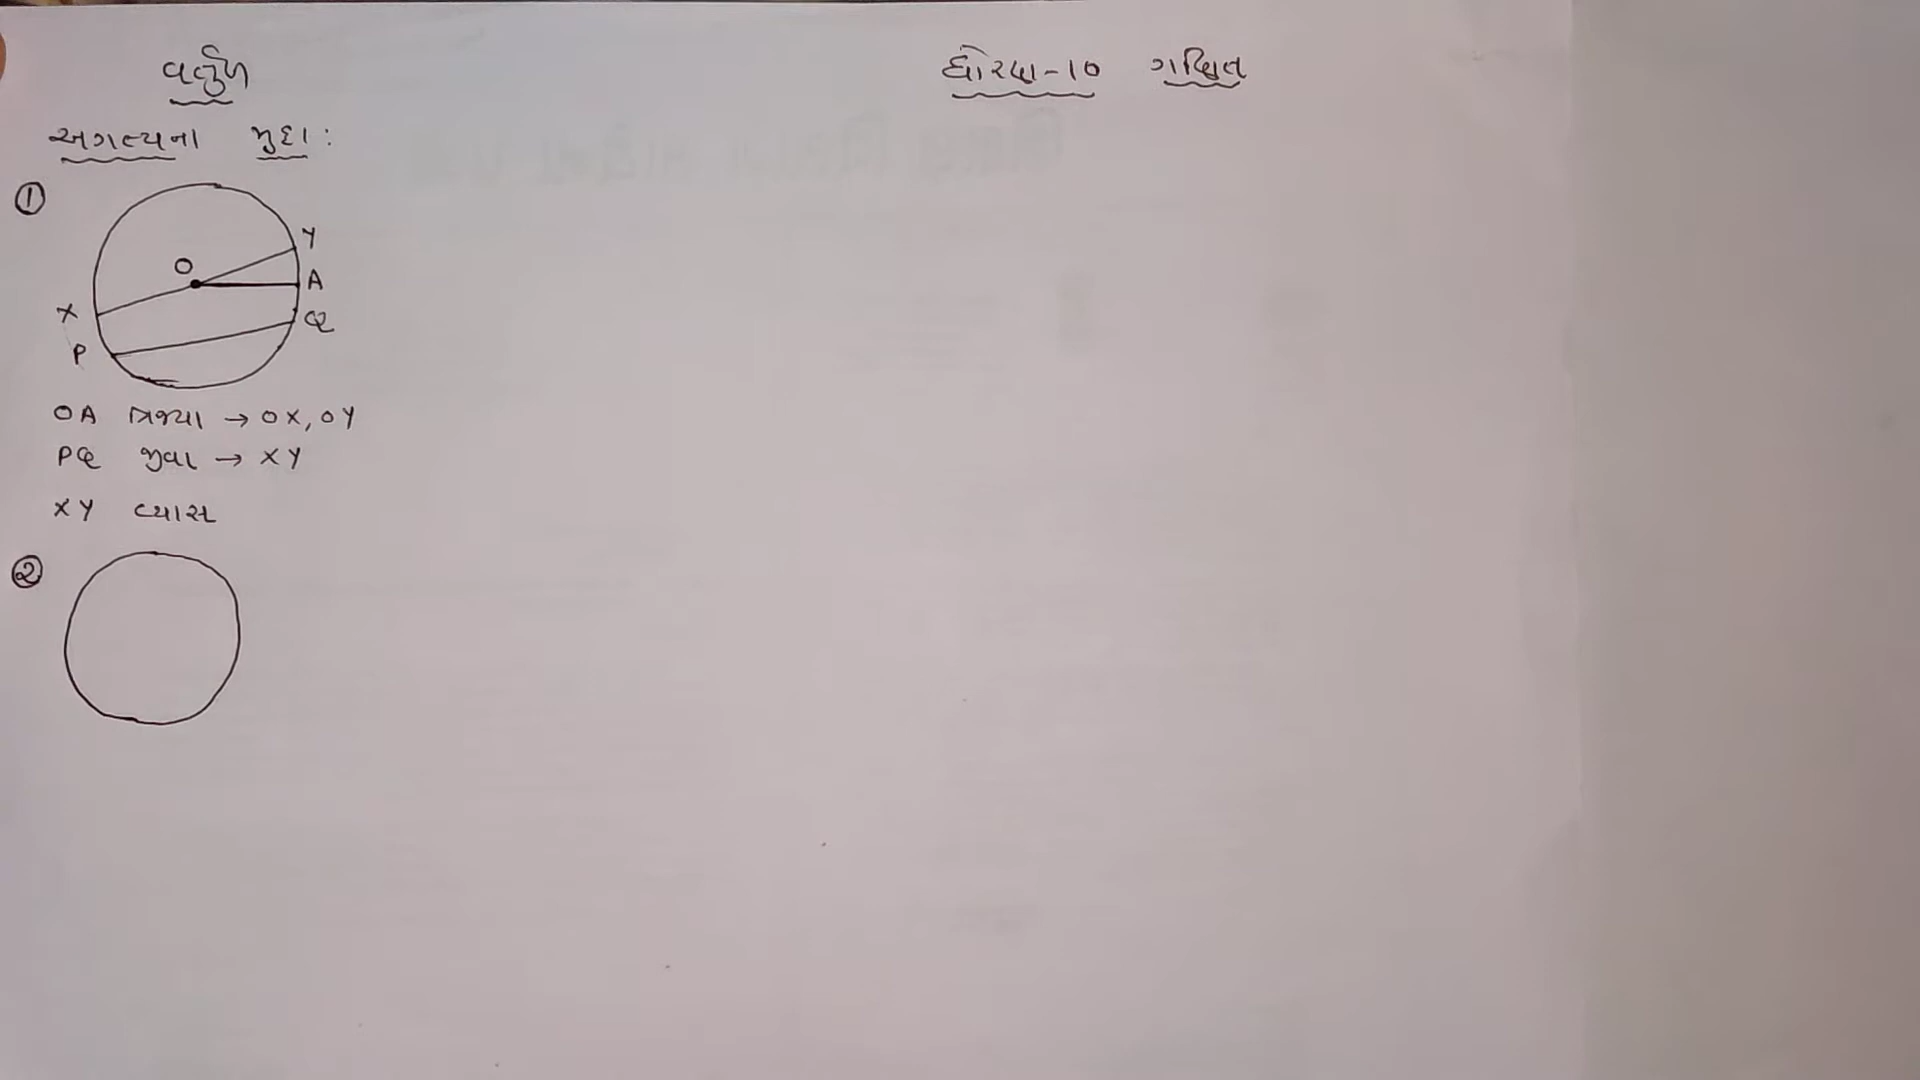 વર્તુળ
ધોરણ-10 ગણિત
અગત્યના મુદ્દા :
①
Y
O
A
X
Q
P
OA ત્રિજ્યા → OX, OY
PQ જીવા → XY
XY વ્યાસ
②